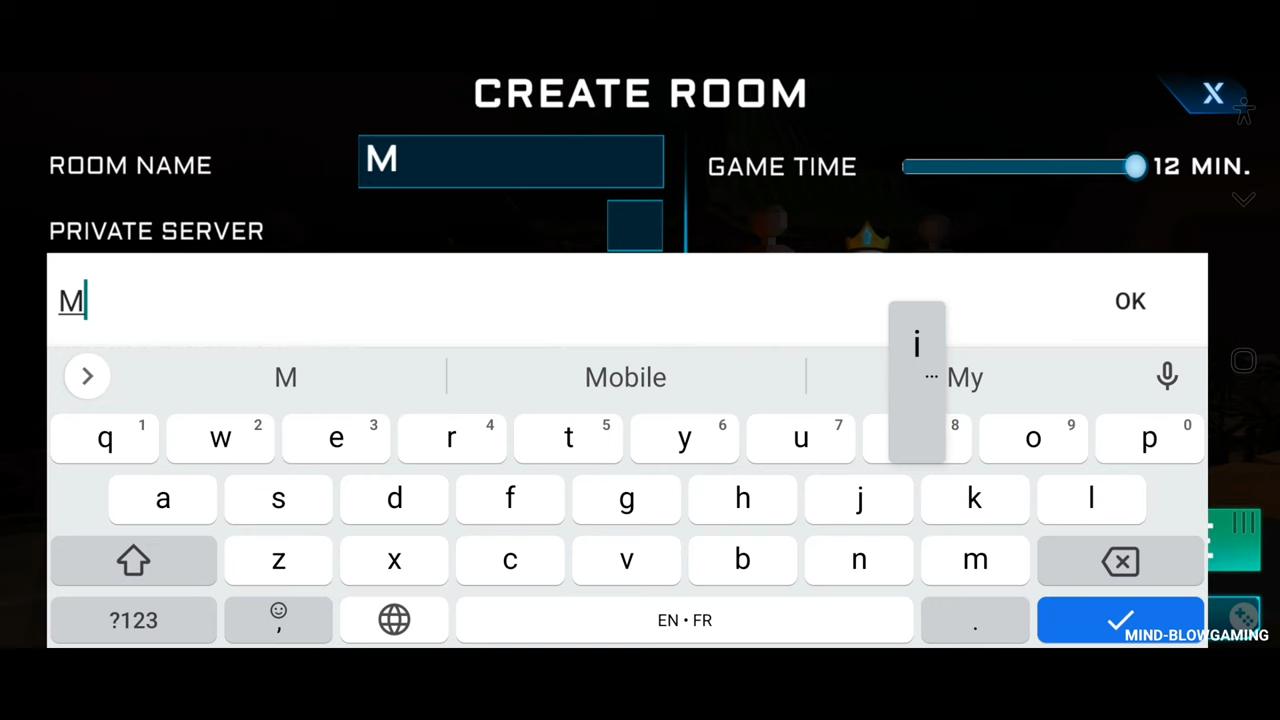 CREATE ROOM
X
ROOM NAME
M
GAME TIME
12 MIN.
PRIVATE SERVER
M
OK
i
...
M
Mobile
My
q 1 w 2 e 3 r 4 t 5 y 6 u 7 8 o 9 p 0
a s d f g h j k l
z x c v b n m
?123
,
EN • FR
.
MIND-BLOWGAMING